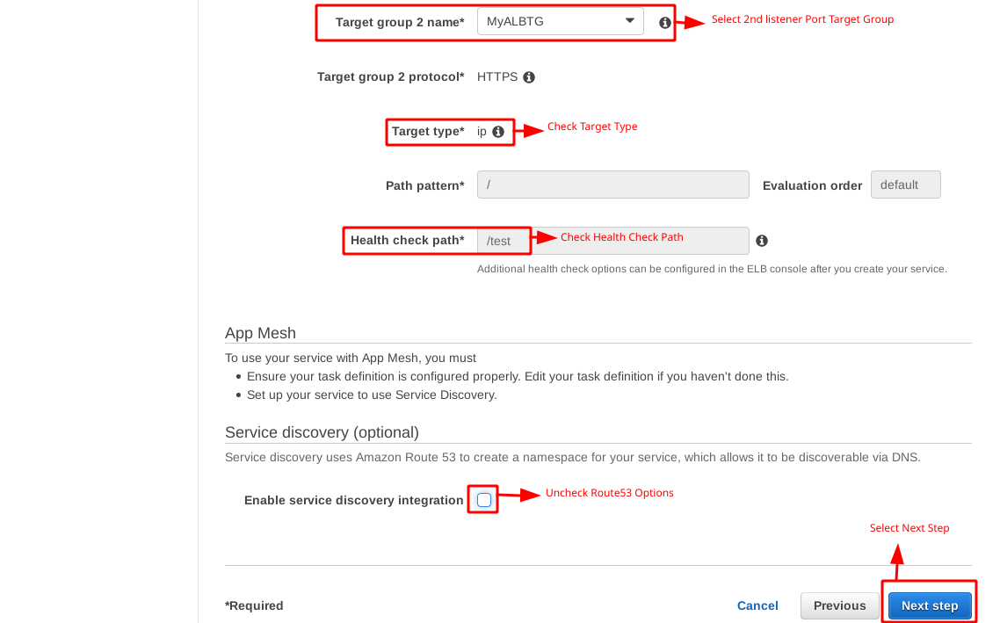 Target group 2 name* MyALBTG Select 2nd listener Port Target Group
Target group 2 protocol* HTTPS
Target type* ip Check Target Type
Path pattern* / Evaluation order default
Health check path* /test Check Health Check Path
Additional health check options can be configured in the ELB console after you create your service.
App Mesh
To use your service with App Mesh, you must
• Ensure your task definition is configured properly. Edit your task definition if you haven't done this.
• Set up your service to use Service Discovery.
Service discovery (optional)
Service discovery uses Amazon Route 53 to create a namespace for your service, which allows it to be discoverable via DNS.
Enable service discovery integration Uncheck Route53 Options
Select Next Step
*Required Cancel Previous Next step